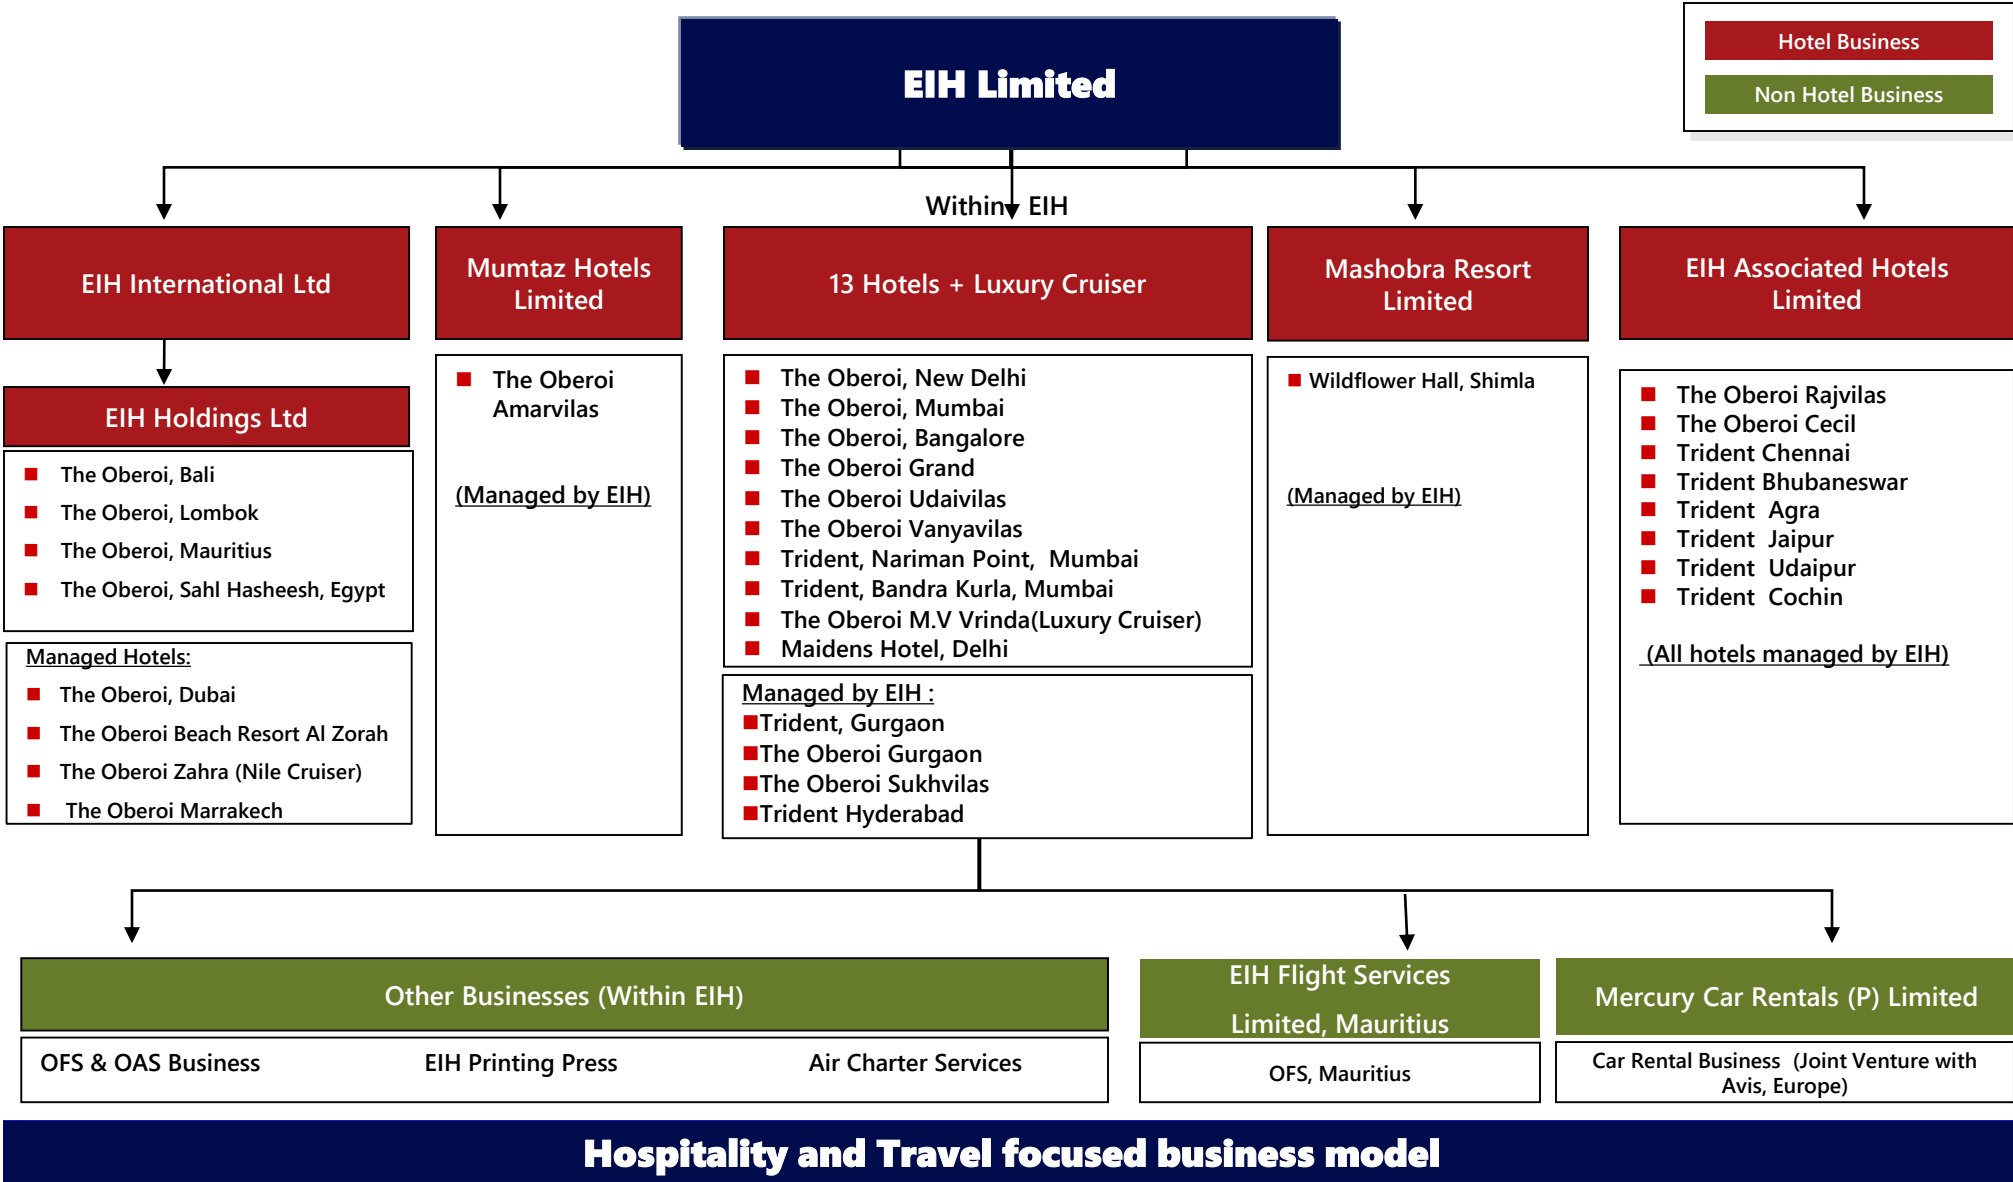 EIH Limited
Hotel Business
Non Hotel Business
Within EIH
EIH International Ltd
Mumtaz Hotels
Limited
13 Hotels + Luxury Cruiser
Mashobra Resort
Limited
EIH Associated Hotels
Limited
EIH Holdings Ltd
The Oberoi, Bali
The Oberoi, Lombok
The Oberoi, Mauritius
The Oberoi, Sahl Hasheesh, Egypt
Managed Hotels:
The Oberoi, Dubai
The Oberoi Beach Resort Al Zorah
The Oberoi Zahra (Nile Cruiser)
The Oberoi Marrakech
The Oberoi
Amarvilas
(Managed by EIH)
The Oberoi, New Delhi
The Oberoi, Mumbai
The Oberoi, Bangalore
The Oberoi Grand
The Oberoi Udaivilas
The Oberoi Vanyavilas
Trident, Nariman Point, Mumbai
Trident, Bandra Kurla, Mumbai
The Oberoi M.V Vrinda(Luxury Cruiser)
Maidens Hotel, Delhi
Managed by EIH :
Trident, Gurgaon
The Oberoi Gurgaon
The Oberoi Sukhvilas
Trident Hyderabad
Wildflower Hall, Shimla
(Managed by EIH)
The Oberoi Rajvilas
The Oberoi Cecil
Trident Chennai
Trident Bhubaneswar
Trident Agra
Trident Jaipur
Trident Udaipur
Trident Cochin
(All hotels managed by EIH)
Other Businesses (Within EIH)
OFS & OAS Business
EIH Printing Press
Air Charter Services
EIH Flight Services
Limited, Mauritius
OFS, Mauritius
Mercury Car Rentals (P) Limited
Car Rental Business (Joint Venture with
Avis, Europe)
Hospitality and Travel focused business model